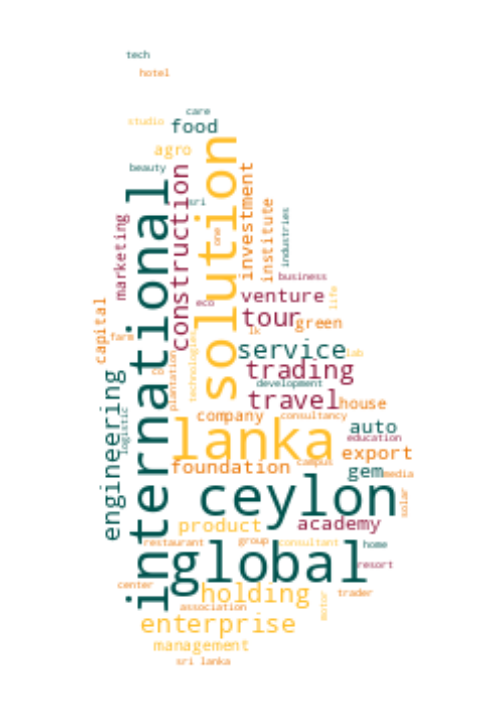 tech
hotel
care
studio
food
agro
solution
beauty
construction
investment
international
sri
institute
industries
marketing
one
business
venture
life
eco
capital
tour
green
lk
farm
technologies
service
lab
plantation
co
trading
engineering
development
travel
house
logistic
company
consultancy
auto
lanka
education
export
foundation
campus
gem
media
ceylon
solar
product
academy
restaurant
group
consultant
home
global
resort
center
holding
trader
motor
association
enterprise
management
sri lanka